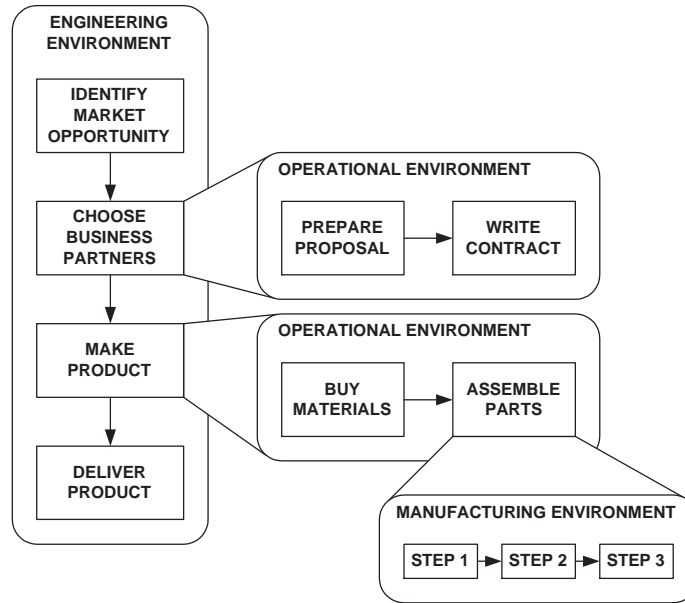 ENGINEERING
ENVIRONMENT
IDENTIFY
MARKET
OPPORTUNITY
CHOOSE
BUSINESS
PARTNERS
MAKE
PRODUCT
DELIVER
PRODUCT
OPERATIONAL ENVIRONMENT
PREPARE
PROPOSAL
WRITE
CONTRACT
OPERATIONAL ENVIRONMENT
BUY
MATERIALS
ASSEMBLE
PARTS
MANUFACTURING ENVIRONMENT
STEP 1
STEP 2
STEP 3